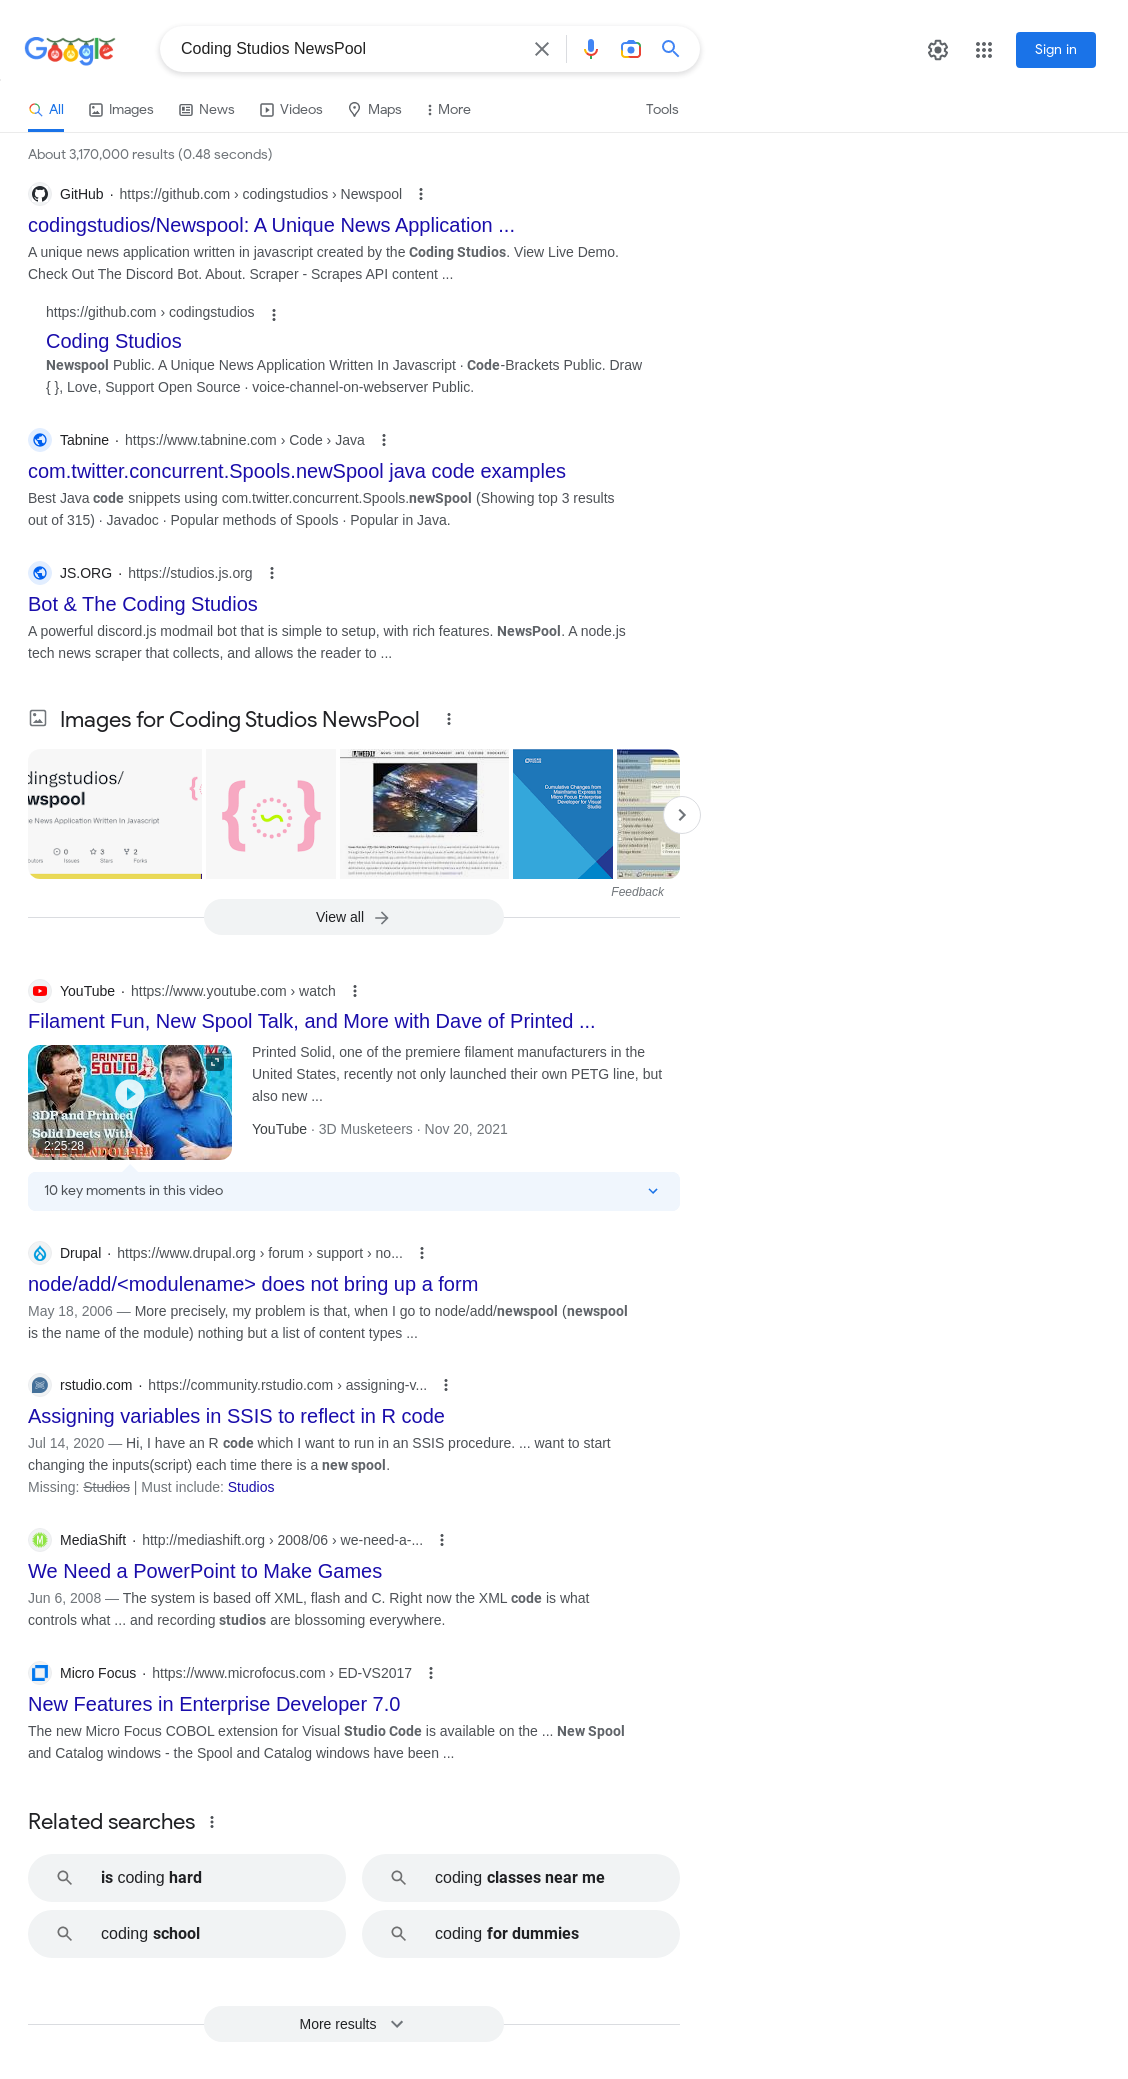 Google
Coding Studios NewsPool
Sign in
All Images News Videos Maps More Tools
About 3,170,000 results (0.48 seconds)
GitHub · https://github.com › codingstudios › Newspool
codingstudios/Newspool: A Unique News Application ...
A unique news application written in javascript created by the Coding Studios. View Live Demo.
Check Out The Discord Bot. About. Scraper - Scrapes API content ...
https://github.com › codingstudios
Coding Studios
Newspool Public. A Unique News Application Written In Javascript · Code-Brackets Public. Draw
{ }, Love, Support Open Source · voice-channel-on-webserver Public.
Tabnine · https://www.tabnine.com › Code › Java
com.twitter.concurrent.Spools.newSpool java code examples
Best Java code snippets using com.twitter.concurrent.Spools.newSpool (Showing top 3 results
out of 315) · Javadoc · Popular methods of Spools · Popular in Java.
JS.ORG · https://studios.js.org
Bot & The Coding Studios
A powerful discord.js modmail bot that is simple to setup, with rich features. NewsPool. A node.js
tech news scraper that collects, and allows the reader to ...
Images for Coding Studios NewsPool
dingstudios/
wspool
e News Application Written In Javascript
0 3 2
Issues Stars Forks
Cumulative Changes from
Mainframe Express to
Micro Focus Enterprise
Developer for Visual
Studio
Feedback
View all
YouTube · https://www.youtube.com › watch
Filament Fun, New Spool Talk, and More with Dave of Printed ...
PRINTED
SOLID
3DP and Printed
Solid Deets With
2:25:28
Printed Solid, one of the premiere filament manufacturers in the
United States, recently not only launched their own PETG line, but
also new ...
YouTube · 3D Musketeers · Nov 20, 2021
10 key moments in this video
Drupal · https://www.drupal.org › forum › support › no...
node/add/<modulename> does not bring up a form
May 18, 2006 — More precisely, my problem is that, when I go to node/add/newspool (newspool
is the name of the module) nothing but a list of content types ...
rstudio.com · https://community.rstudio.com › assigning-v...
Assigning variables in SSIS to reflect in R code
Jul 14, 2020 — Hi, I have an R code which I want to run in an SSIS procedure. ... want to start
changing the inputs(script) each time there is a new spool.
Missing: Studios | Must include: Studios
MediaShift · http://mediashift.org › 2008/06 › we-need-a-...
We Need a PowerPoint to Make Games
Jun 6, 2008 — The system is based off XML, flash and C. Right now the XML code is what
controls what ... and recording studios are blossoming everywhere.
Micro Focus · https://www.microfocus.com › ED-VS2017
New Features in Enterprise Developer 7.0
The new Micro Focus COBOL extension for Visual Studio Code is available on the ... New Spool
and Catalog windows - the Spool and Catalog windows have been ...
Related searches
is coding hard
coding classes near me
coding school
coding for dummies
More results